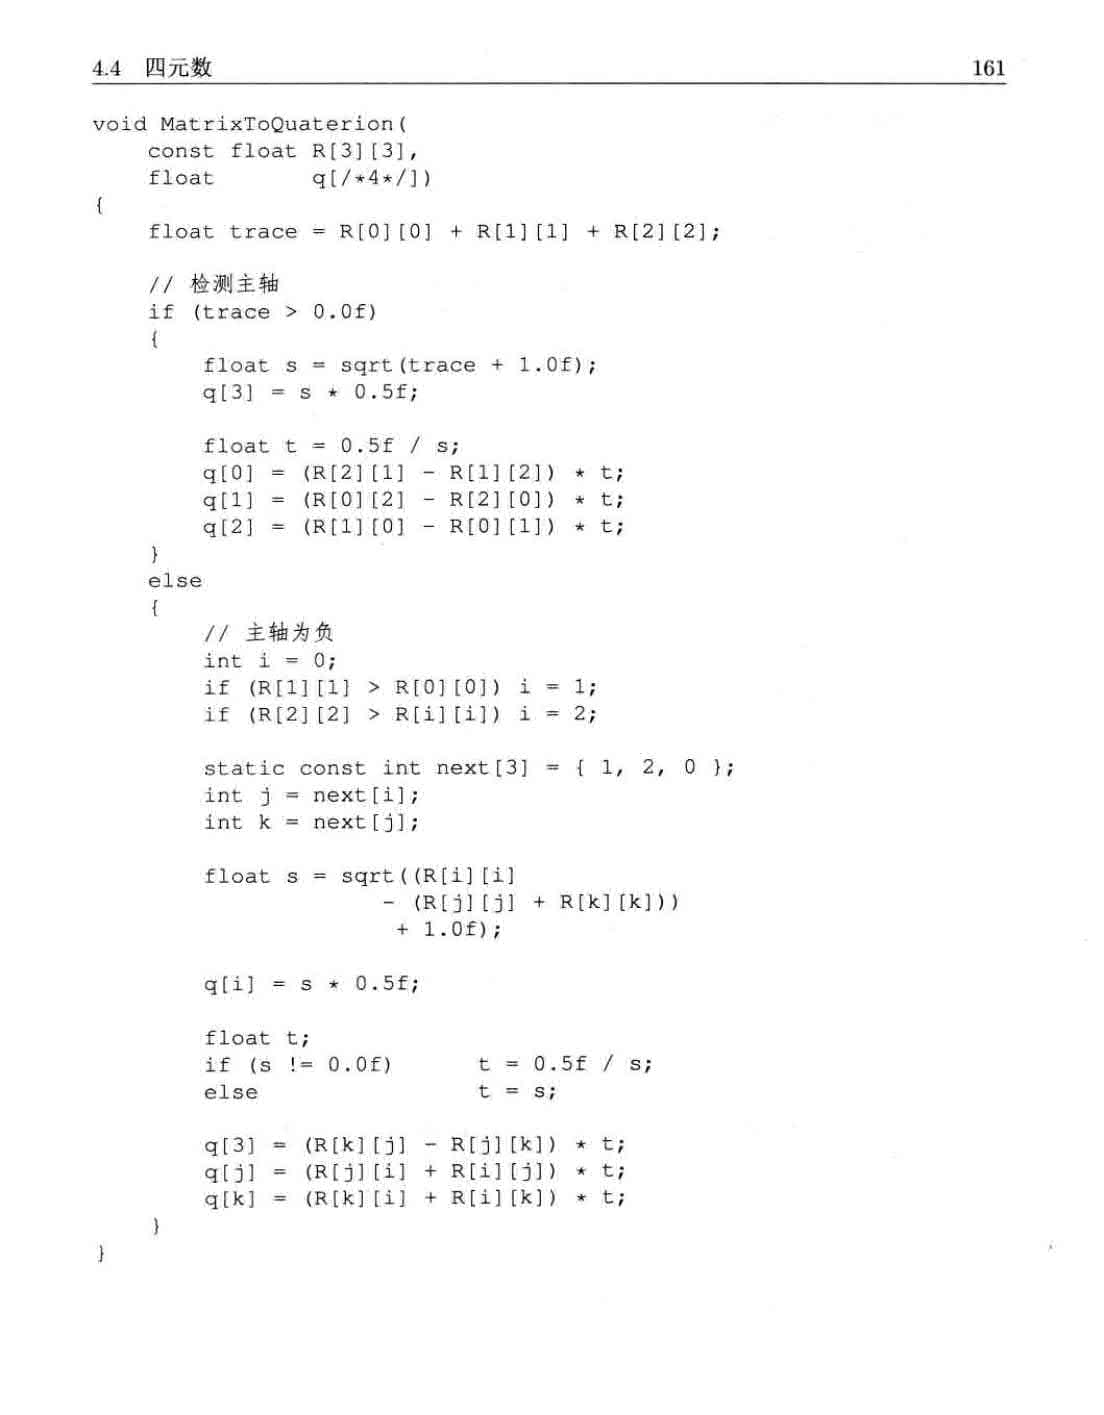 4.4 四元数 161
void MatrixToQuaterion(
    const float R[3][3],
    float       q[/*4*/])
{
    float trace = R[0][0] + R[1][1] + R[2][2];
    // 检测主轴
    if (trace > 0.0f)
    {
        float s = sqrt(trace + 1.0f);
        q[3] = s * 0.5f;
        float t = 0.5f / s;
        q[0] = (R[2][1] - R[1][2]) * t;
        q[1] = (R[0][2] - R[2][0]) * t;
        q[2] = (R[1][0] - R[0][1]) * t;
    }
    else
    {
        // 主轴为负
        int i = 0;
        if (R[1][1] > R[0][0]) i = 1;
        if (R[2][2] > R[i][i]) i = 2;
        static const int next[3] = { 1, 2, 0 };
        int j = next[i];
        int k = next[j];
        float s = sqrt((R[i][i]
                     - (R[j][j] + R[k][k]))
                      + 1.0f);
        q[i] = s * 0.5f;
        float t;
        if (s != 0.0f)      t = 0.5f / s;
        else                t = s;
        q[3] = (R[k][j] - R[j][k]) * t;
        q[j] = (R[j][i] + R[i][j]) * t;
        q[k] = (R[k][i] + R[i][k]) * t;
    }
}